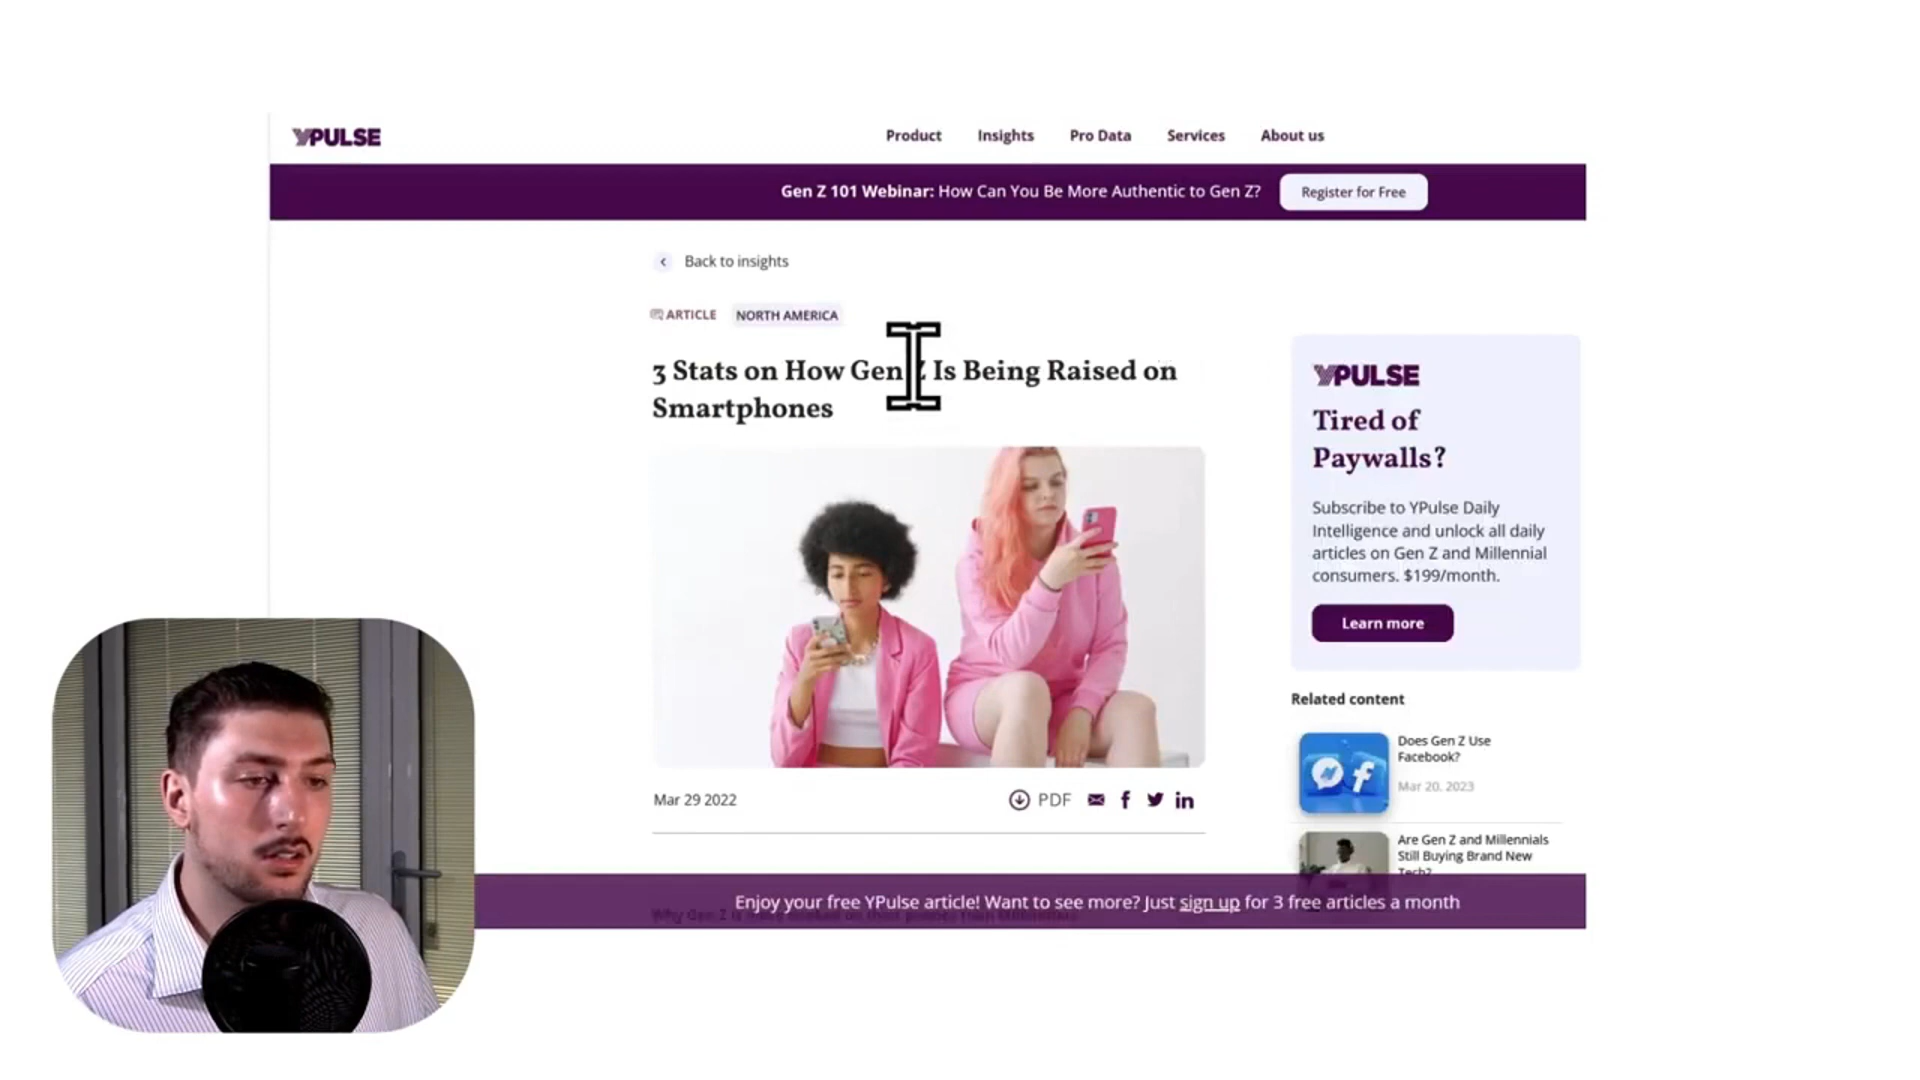 YPULSE
Product Insights Pro Data Services About us
Gen Z 101 Webinar: How Can You Be More Authentic to Gen Z? Register for Free
Back to insights
ARTICLE NORTH AMERICA
3 Stats on How Gen Z Is Being Raised on
Smartphones
Mar 29 2022
PDF
YPULSE
Tired of
Paywalls?
Subscribe to YPulse Daily
Intelligence and unlock all daily
articles on Gen Z and Millennial
consumers. $199/month.
Learn more
Related content
Does Gen Z Use
Facebook?
Mar 20, 2023
Are Gen Z and Millennials
Still Buying Brand New
Tech?
Enjoy your free YPulse article! Want to see more? Just sign up for 3 free articles a month